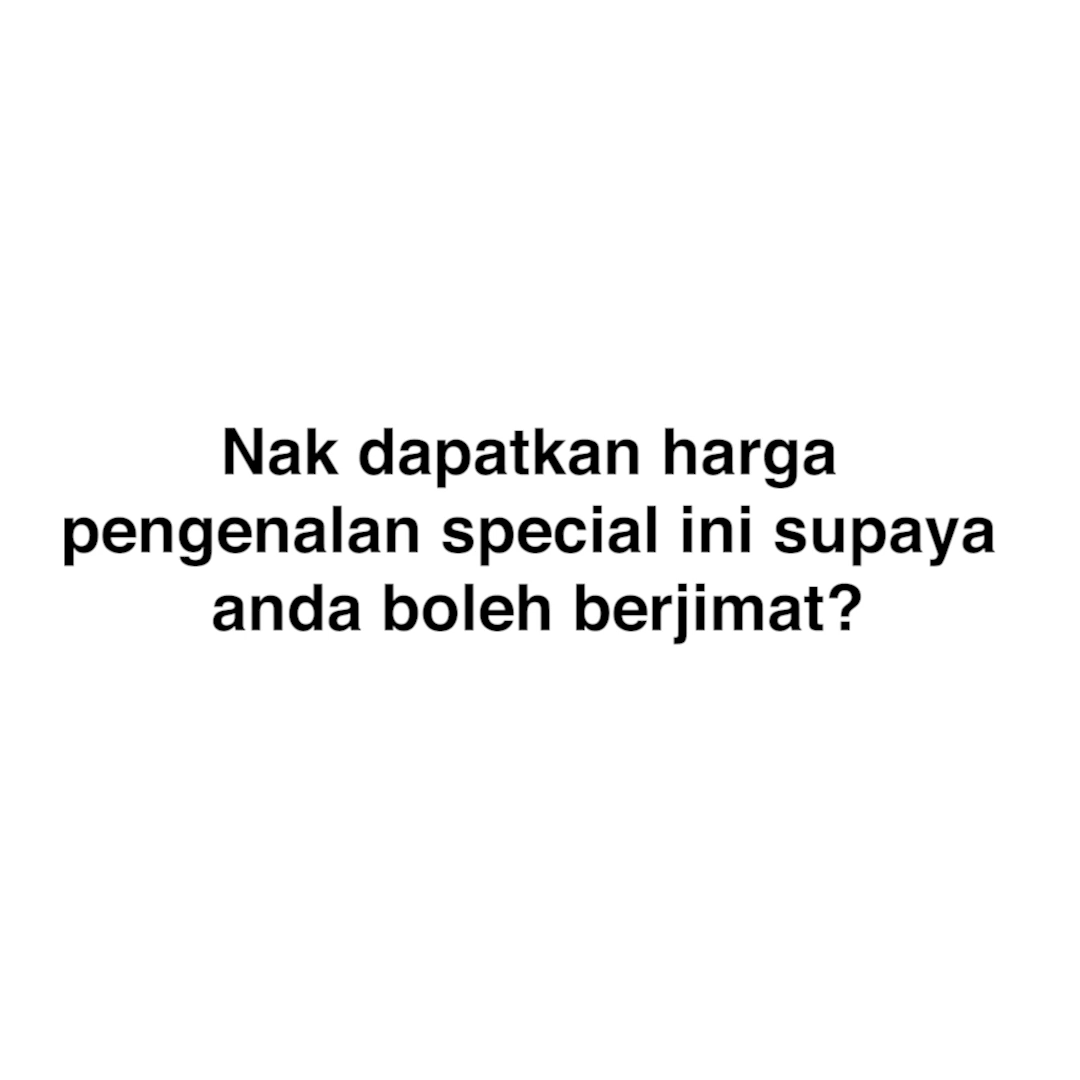 Nak dapatkan harga
pengenalan special ini supaya
anda boleh berjimat?